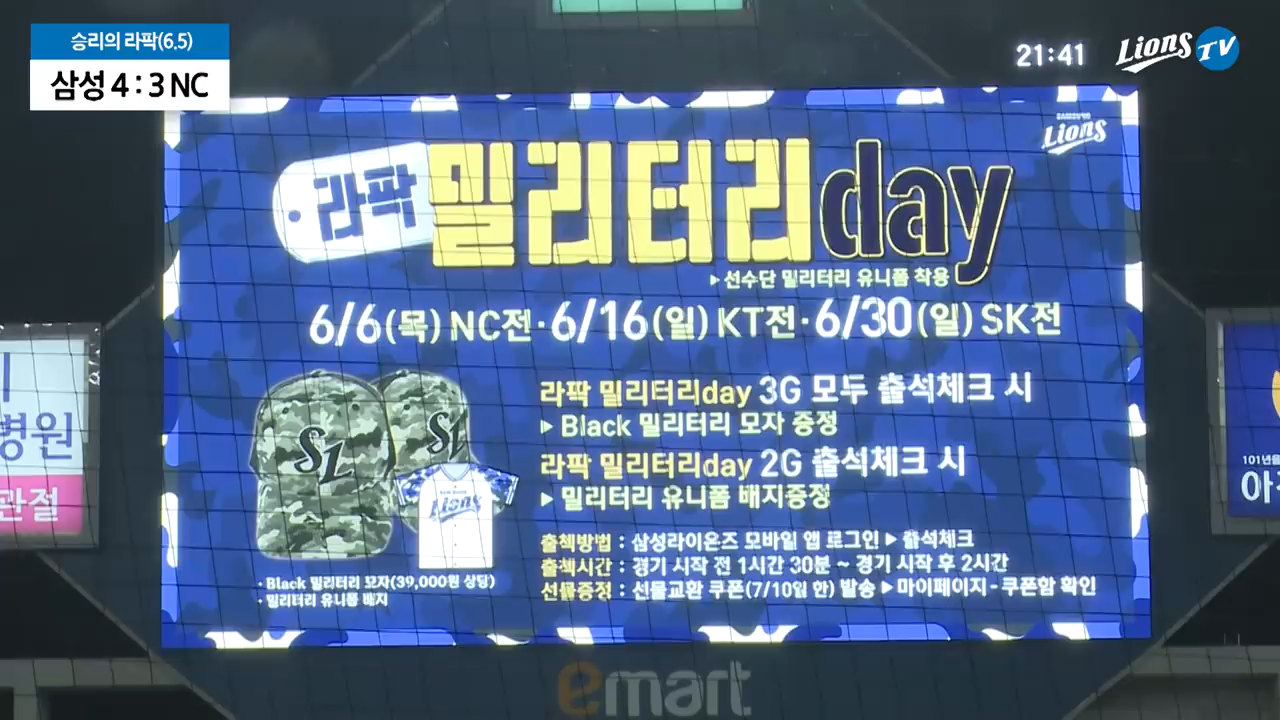 승리의 라팍(6.5)
삼성 4 : 3 NC
21:41
Lions TV
SAMSUNG
Lions
라팍 밀리터리day
▸선수단 밀리터리 유니폼 착용
6/6(목) NC전·6/16(일) KT전·6/30(일) SK전
라팍 밀리터리day 3G 모두 출석체크 시
▸Black 밀리터리 모자 증정
라팍 밀리터리day 2G 출석체크 시
▸밀리터리 유니폼 배지증정
SL
SL
Lions
·Black 밀리터리 모자(39,000원 상당)
·밀리터리 유니폼 배지
출첵방법 : 삼성라이온즈 모바일 앱 로그인▸출석체크
출첵시간 : 경기 시작 전 1시간 30분 ~ 경기 시작 후 2시간
선물증정 : 선물교환 쿠폰(7/10일 한) 발송▸마이페이지-쿠폰함 확인
병원
관절
101년을
emart